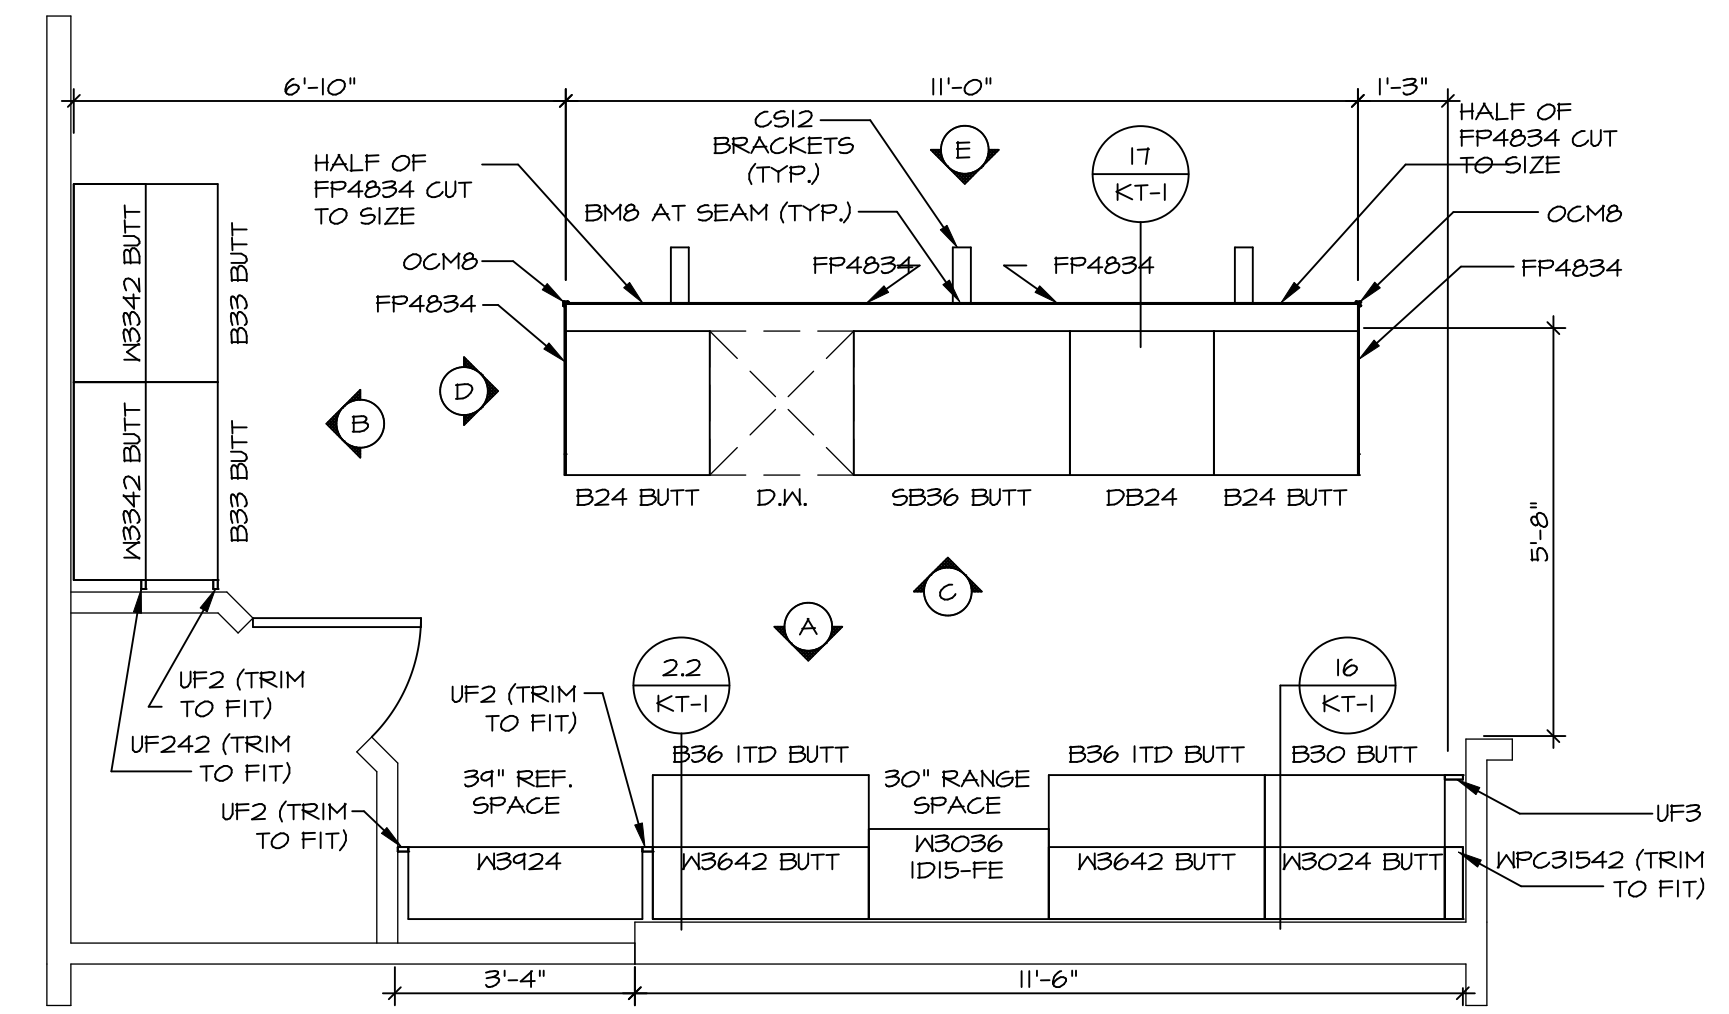 6'-10"
11'-0"
1'-3"
CS12
BRACKETS
(TYP.)
E
17
KT-1
HALF OF
FP4834 CUT
TO SIZE
HALF OF
FP4834 CUT
TO SIZE
BM8 AT SEAM (TYP.)
OCM8
OCM8
FP4834
FP4834
FP4834
FP4834
W3342 BUTT
B33 BUTT
W3342 BUTT
B33 BUTT
D
B
B24 BUTT
D.W.
SB36 BUTT
DB24
B24 BUTT
5'-8"
C
A
2.2
KT-1
16
KT-1
UF2 (TRIM
TO FIT)
UF2 (TRIM
TO FIT)
UF242 (TRIM
TO FIT)
B36 1TD BUTT
B36 1TD BUTT
B30 BUTT
39" REF.
SPACE
30" RANGE
SPACE
UF2 (TRIM
TO FIT)
UF3
W3924
W3642 BUTT
W3036
1D15-FE
W3642 BUTT
W3024 BUTT
WPC31542 (TRIM
TO FIT)
3'-4"
11'-6"